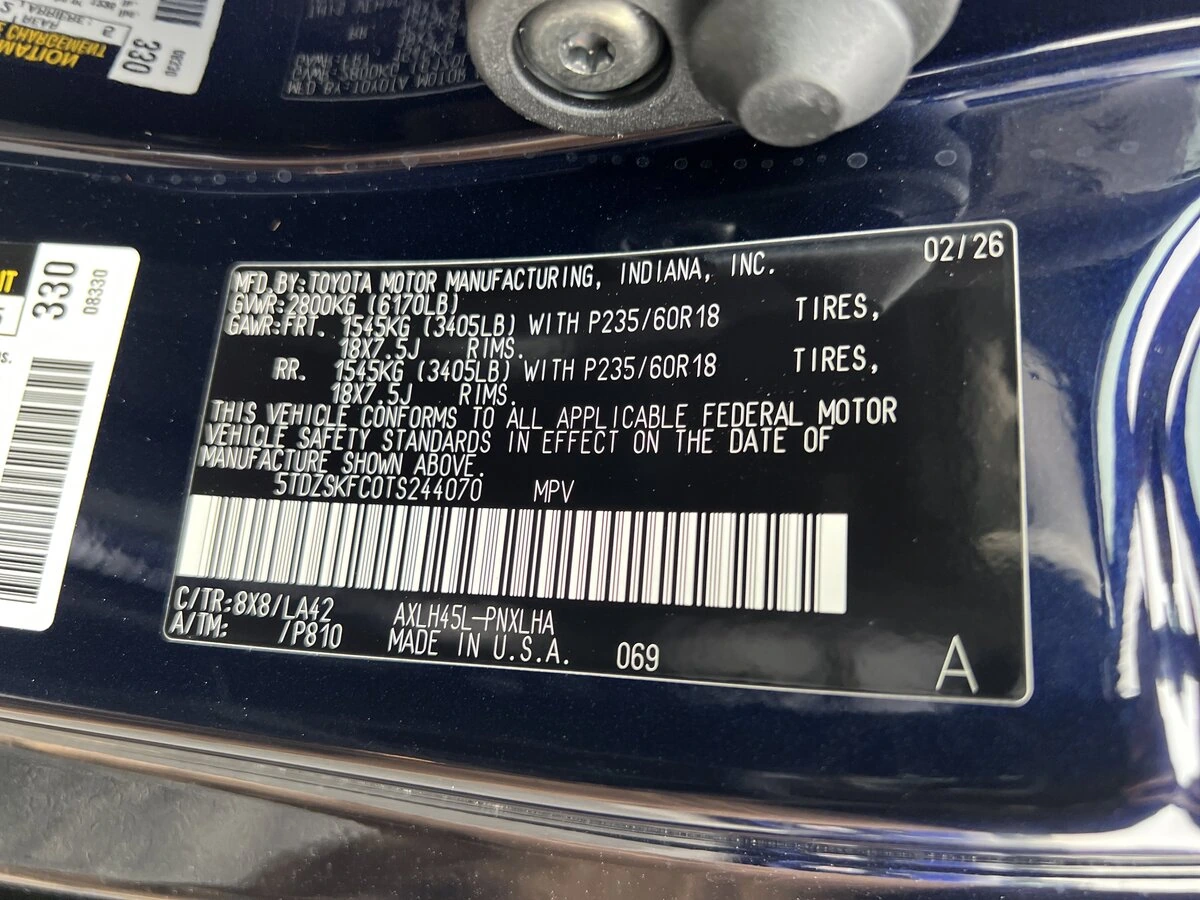 330
08330
330
08330
02/26
MFD. BY: TOYOTA MOTOR MANUFACTURING, INDIANA, INC.
GVWR: 2800KG (6170LB)
GAWR: FRT. 1545KG (3405LB) WITH P235/60R18 TIRES,
18X7.5J RIMS.
RR. 1545KG (3405LB) WITH P235/60R18 TIRES,
18X7.5J RIMS.
THIS VEHICLE CONFORMS TO ALL APPLICABLE FEDERAL MOTOR
VEHICLE SAFETY STANDARDS IN EFFECT ON THE DATE OF
MANUFACTURE SHOWN ABOVE.
5TDZSKFC0TS244070 MPV
C/TR: 8X8/LA42 AXLH45L-PNXLHA
A/TM: /P810 MADE IN U.S.A. 069
A